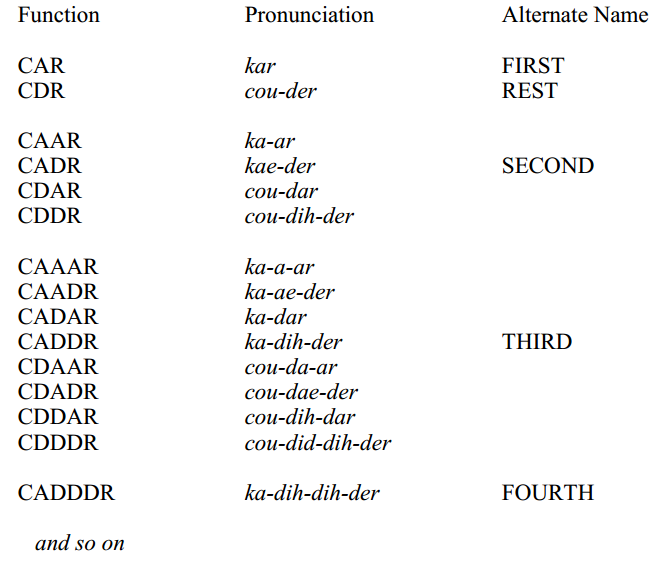 Function Pronunciation Alternate Name
CAR kar FIRST
CDR cou-der REST
CAAR ka-ar
CADR kae-der SECOND
CDAR cou-dar
CDDR cou-dih-der
CAAAR ka-a-ar
CAADR ka-ae-der
CADAR ka-dar
CADDR ka-dih-der THIRD
CDAAR cou-da-ar
CDADR cou-dae-der
CDDAR cou-dih-dar
CDDDR cou-did-dih-der
CADDDR ka-dih-dih-der FOURTH
and so on